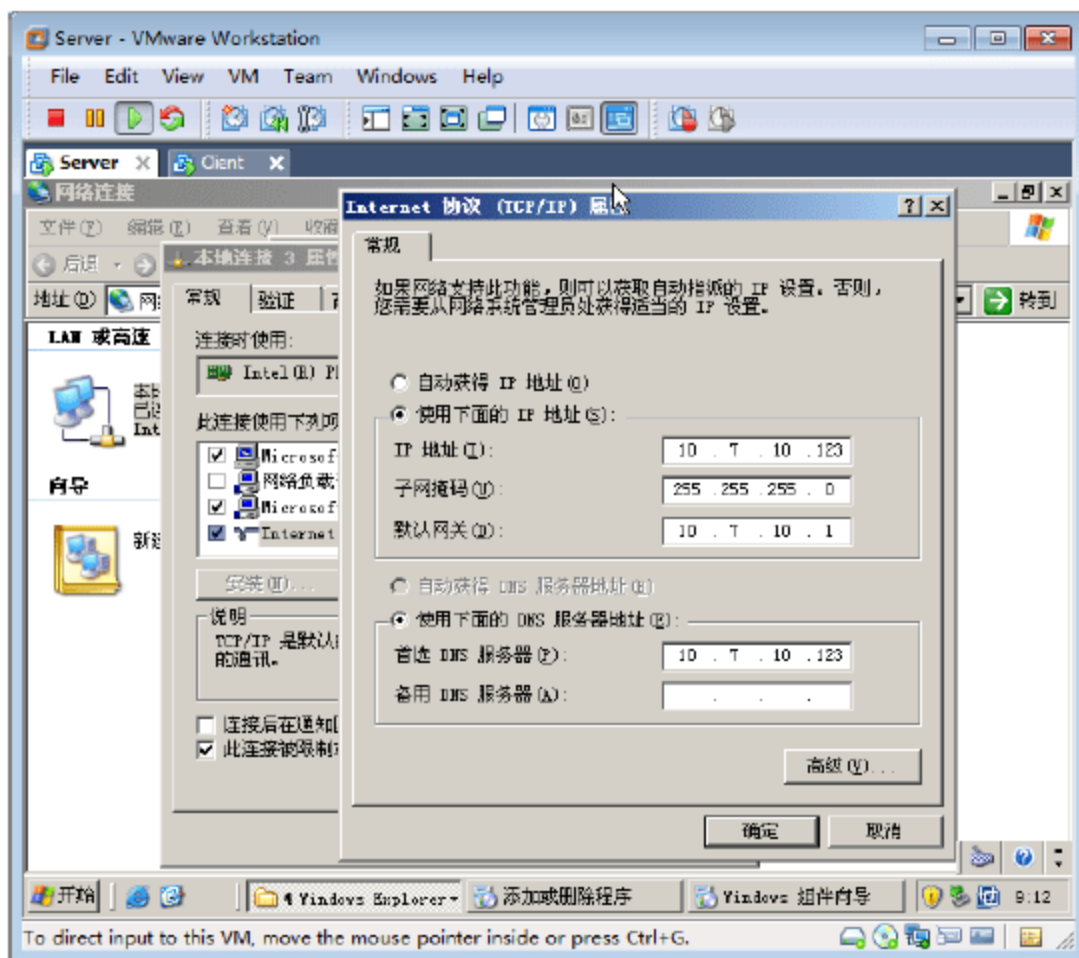 Server - VMware Workstation
File Edit View VM Team Windows Help
Server Client
网络连接
文件(F) 编辑(E) 查看(V)
后退
地址(D)
转到
LAN 或高速
向导
本地连接 3
常规 验证
连接时使用:
Intel(R)
此连接使用下列项
Microsof
网络负载
Microsof
Internet
安装(N)...
说明
TCP/IP 是默认
的通讯。
连接后在通知
此连接被限制
Internet 协议 (TCP/IP)
常规
如果网络支持此功能,则可以获取自动指派的 IP 设置。否则,
您需要从网络系统管理员处获得适当的 IP 设置。
自动获得 IP 地址(O)
使用下面的 IP 地址(S):
IP 地址(I): 10 . 7 . 10 .123
子网掩码(U): 255 .255 .255 . 0
默认网关(D): 10 . 7 . 10 . 1
自动获得 DNS 服务器地址(B)
使用下面的 DNS 服务器地址(E):
首选 DNS 服务器(P): 10 . 7 . 10 .123
备用 DNS 服务器(A): . . .
高级(V)...
确定 取消
开始 4 Windows Explorer 添加或删除程序 Windows 组件向导 9:12
To direct input to this VM, move the mouse pointer inside or press Ctrl+G.